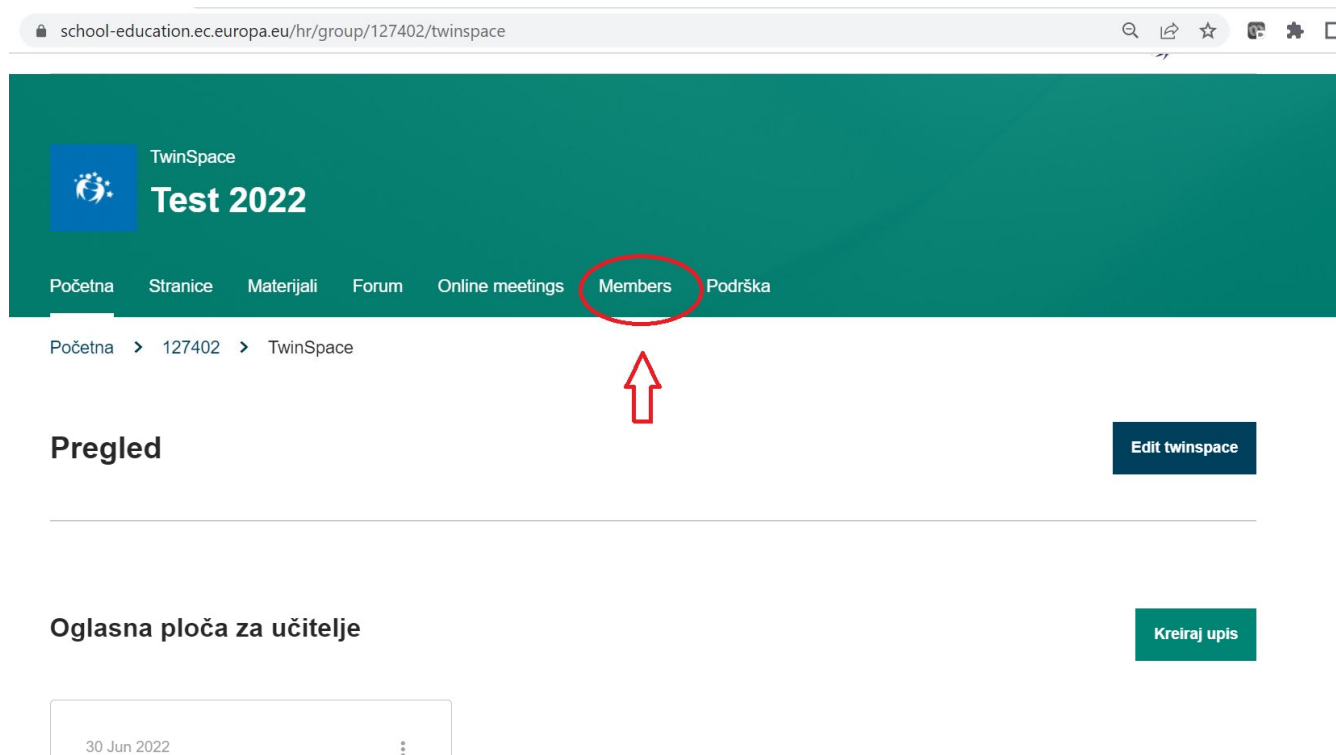 school-education.ec.europa.eu/hr/group/127402/twinspace
TwinSpace
Test 2022
Početna Stranice Materijali Forum Online meetings Members Podrška
Početna > 127402 > TwinSpace
Pregled
Edit twinspace
Oglasna ploča za učitelje
Kreiraj upis
30 Jun 2022